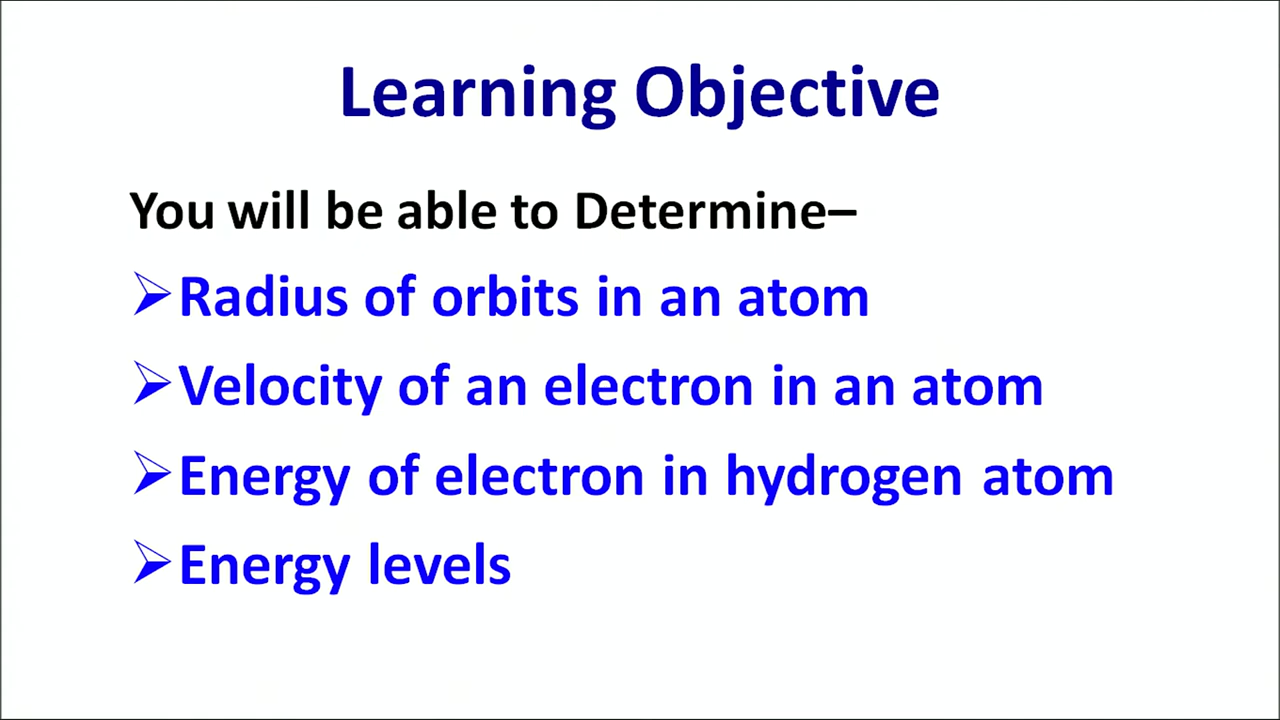 Learning Objective
You will be able to Determine–
➢Radius of orbits in an atom
➢Velocity of an electron in an atom
➢Energy of electron in hydrogen atom
➢Energy levels